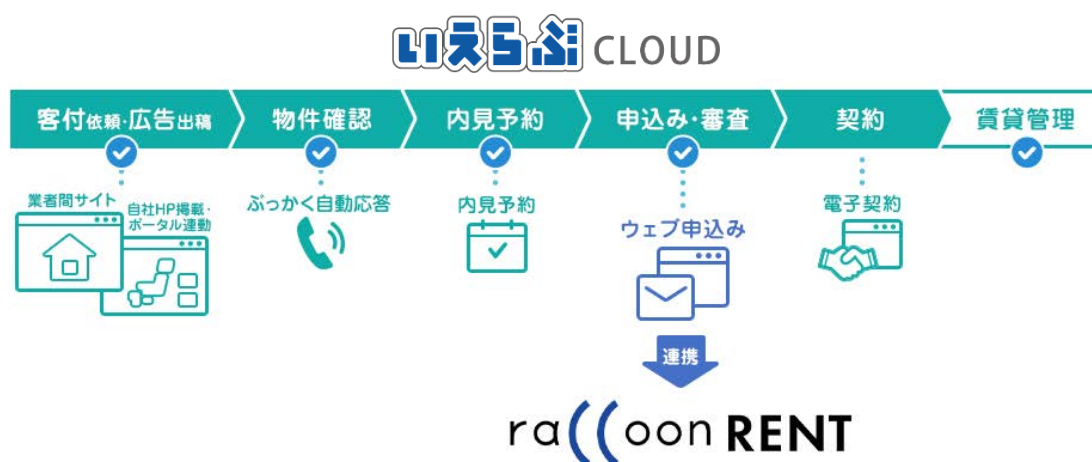 いえらぶ CLOUD
客付依頼・広告出稿
物件確認
内見予約
申込み・審査
契約
賃貸管理
業者間サイト
自社HP掲載・
ポータル連動
ぶっかく自動応答
内見予約
ウェブ申込み
電子契約
連携
raccoon RENT